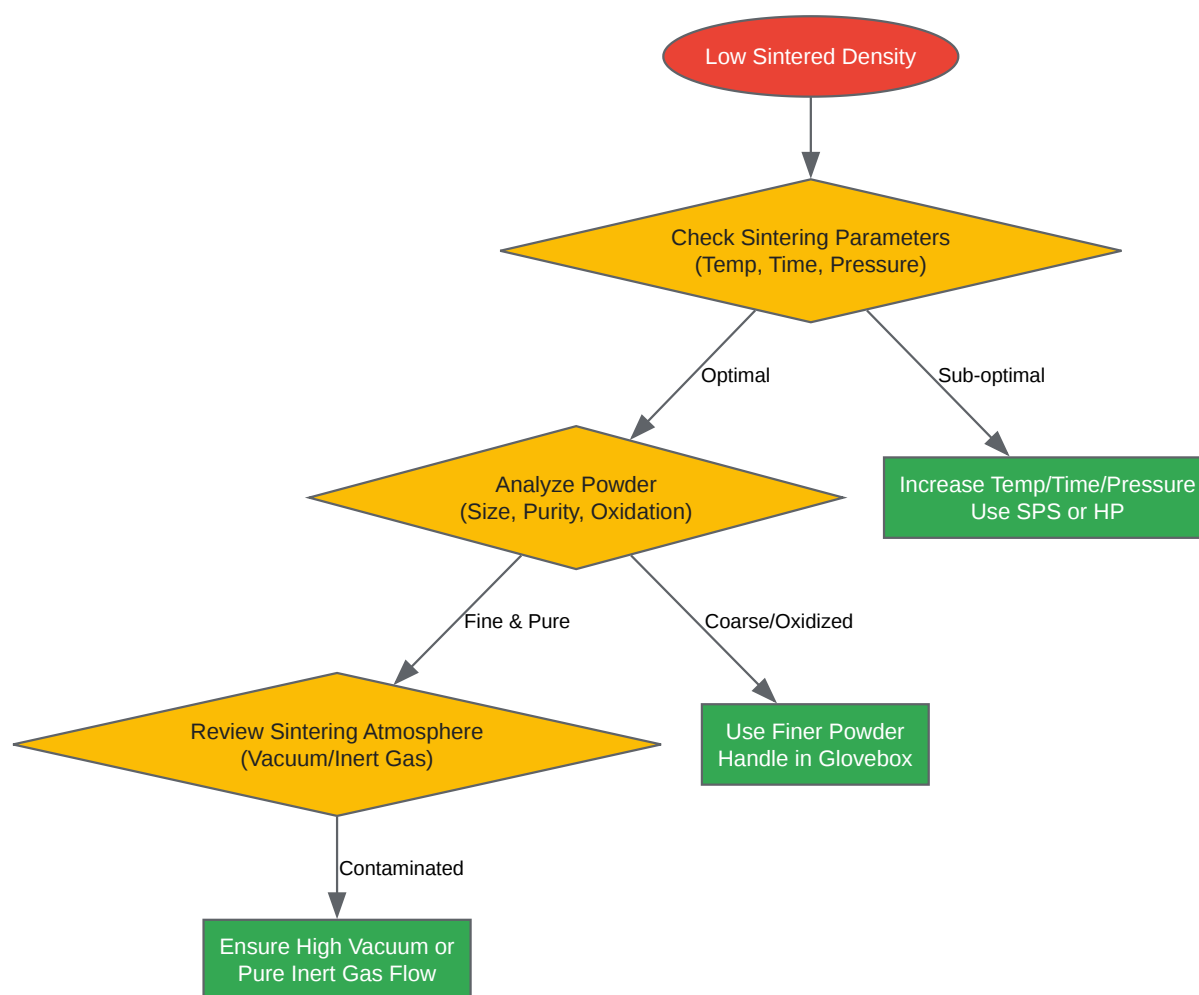 Low Sintered Density
Check Sintering Parameters
(Temp, Time, Pressure)
Optimal
Sub-optimal
Analyze Powder
(Size, Purity, Oxidation)
Increase Temp/Time/Pressure
Use SPS or HP
Fine & Pure
Coarse/Oxidized
Review Sintering Atmosphere
(Vacuum/Inert Gas)
Use Finer Powder
Handle in Glovebox
Contaminated
Ensure High Vacuum or
Pure Inert Gas Flow